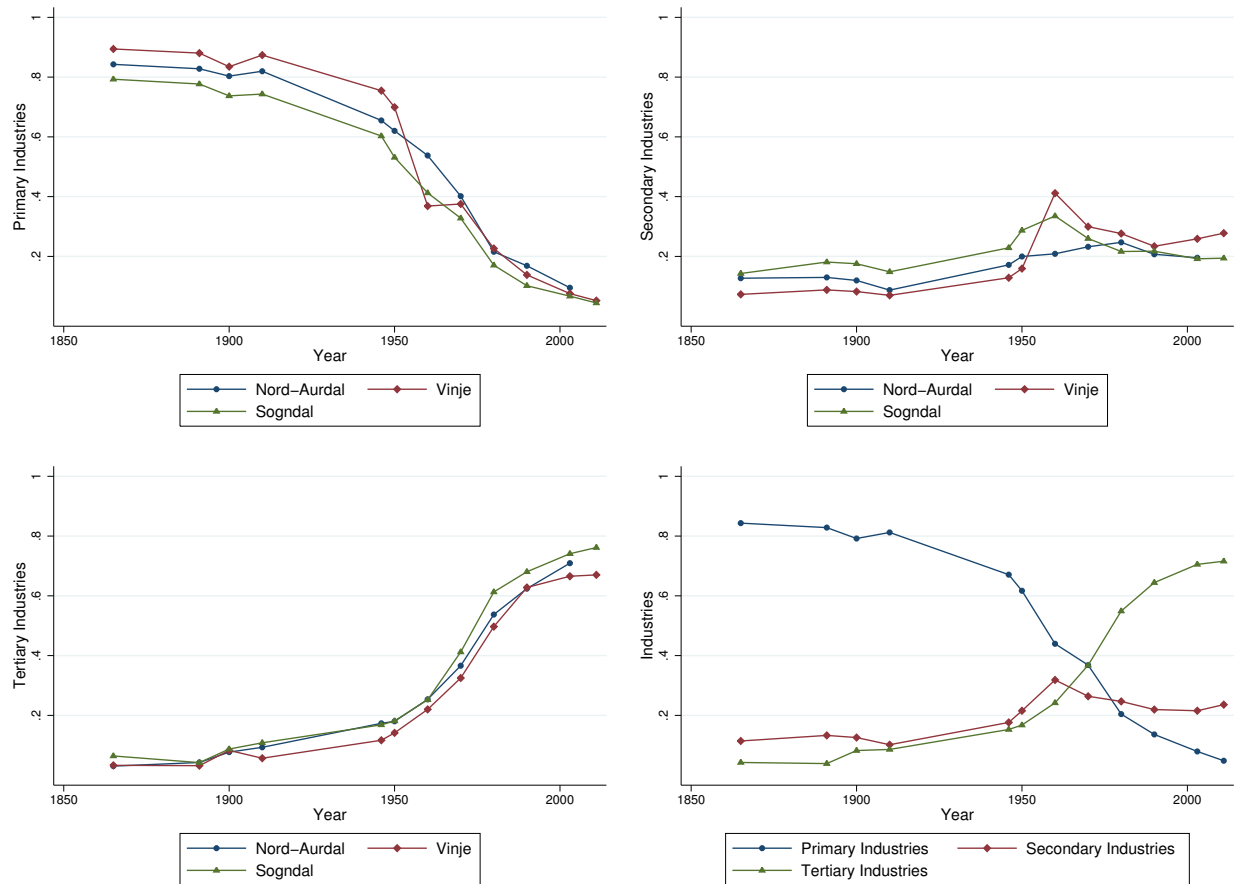 Primary Industries
1
.8
.6
.4
.2
1850 1900 1950 2000
Year
Nord−Aurdal Vinje
Sogndal
Secondary Industries
1
.8
.6
.4
.2
1850 1900 1950 2000
Year
Nord−Aurdal Vinje
Sogndal
Tertiary Industries
1
.8
.6
.4
.2
1850 1900 1950 2000
Year
Nord−Aurdal Vinje
Sogndal
Industries
1
.8
.6
.4
.2
1850 1900 1950 2000
Year
Primary Industries Secondary Industries
Tertiary Industries